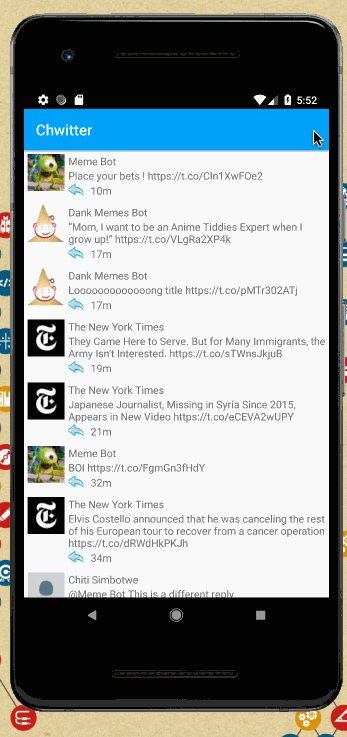 5:52
Chwitter
Meme Bot
Place your bets ! https://t.co/CIn1XwFOe2
10m
Dank Memes Bot
"Mom, I want to be an Anime Tiddies Expert when I
grow up!" https://t.co/VLgRa2XP4k
17m
Dank Memes Bot
Looooooooooooong title https://t.co/pMTr302ATj
17m
The New York Times
They Came Here to Serve. But for Many Immigrants, the
Army Isn't Interested. https://t.co/sTWnsJkjuB
19m
The New York Times
Japanese Journalist, Missing in Syria Since 2015,
Appears in New Video https://t.co/eCEVA2wUPY
21m
Meme Bot
BOI https://t.co/FgmGn3fHdY
32m
The New York Times
Elvis Costello announced that he was canceling the rest
of his European tour to recover from a cancer operation
https://t.co/dRWdHkPKJh
34m
Chiti Simbotwe
@Meme Bot This is a different reply